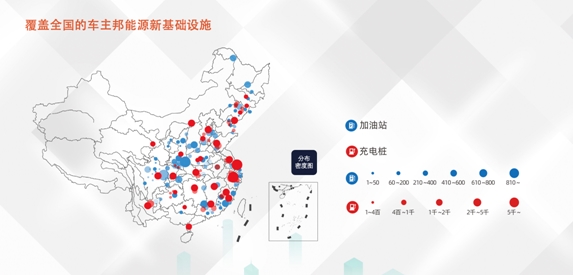 覆盖全国的车主邦能源新基础设施
加油站
充电桩
分布
密度图
1~50 60~200 210~400 410~600 610~800 810~
1~4百 4百~1千 1千~2千 2千~5千 5千~